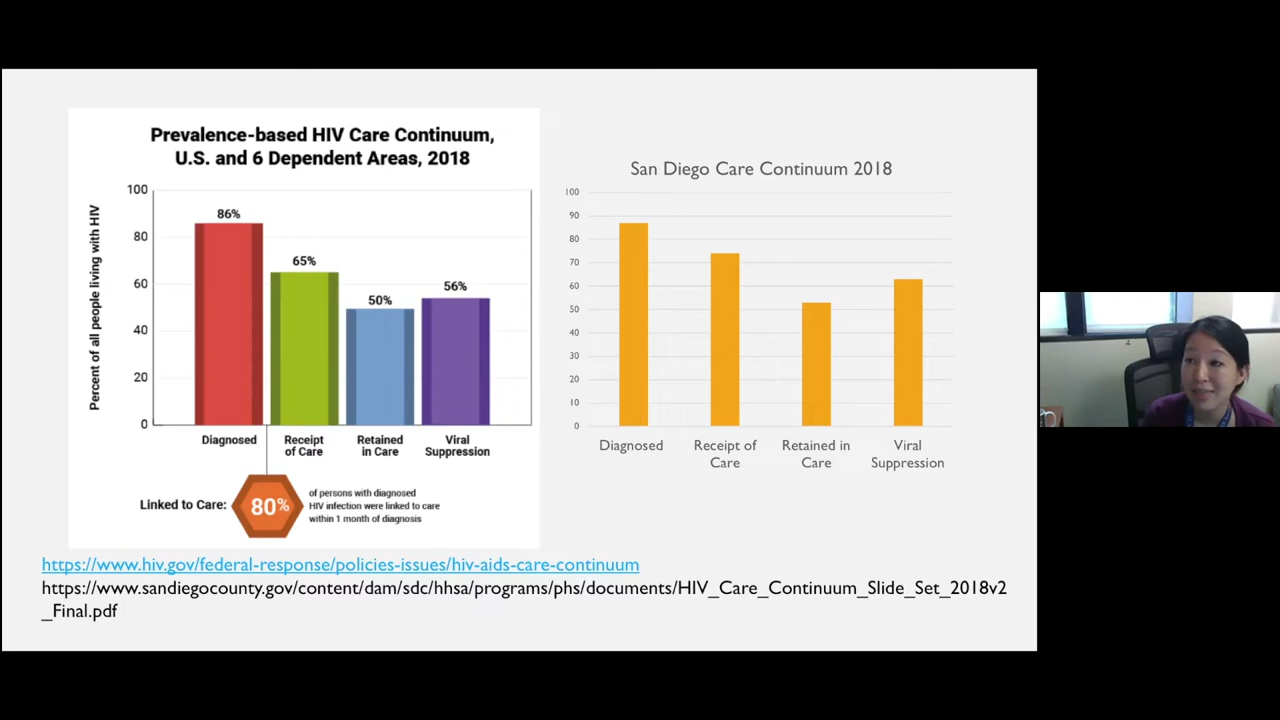 Prevalence-based HIV Care Continuum,
U.S. and 6 Dependent Areas, 2018
Percent of all people living with HIV
100
80
60
40
20
0
86%
65%
50%
56%
Diagnosed
Receipt
of Care
Retained
in Care
Viral
Suppression
Linked to Care:
80%
of persons with diagnosed
HIV infection were linked to care
within 1 month of diagnosis
San Diego Care Continuum 2018
100
90
80
70
60
50
40
30
20
10
0
Diagnosed
Receipt of
Care
Retained in
Care
Viral
Suppression
https://www.hiv.gov/federal-response/policies-issues/hiv-aids-care-continuum
https://www.sandiegocounty.gov/content/dam/sdc/hhsa/programs/phs/documents/HIV_Care_Continuum_Slide_Set_2018v2
_Final.pdf